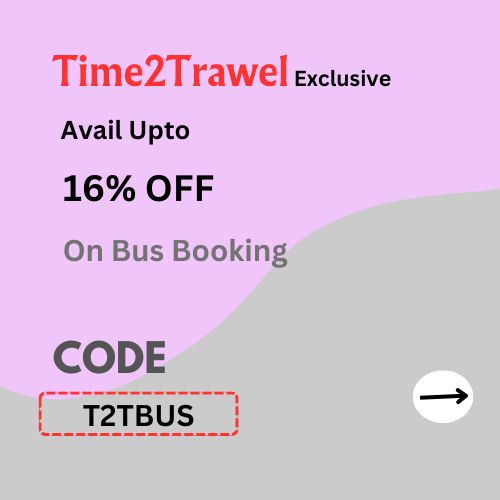 Time2Trawel Exclusive
Avail Upto
16% OFF
On Bus Booking
CODE
T2TBUS